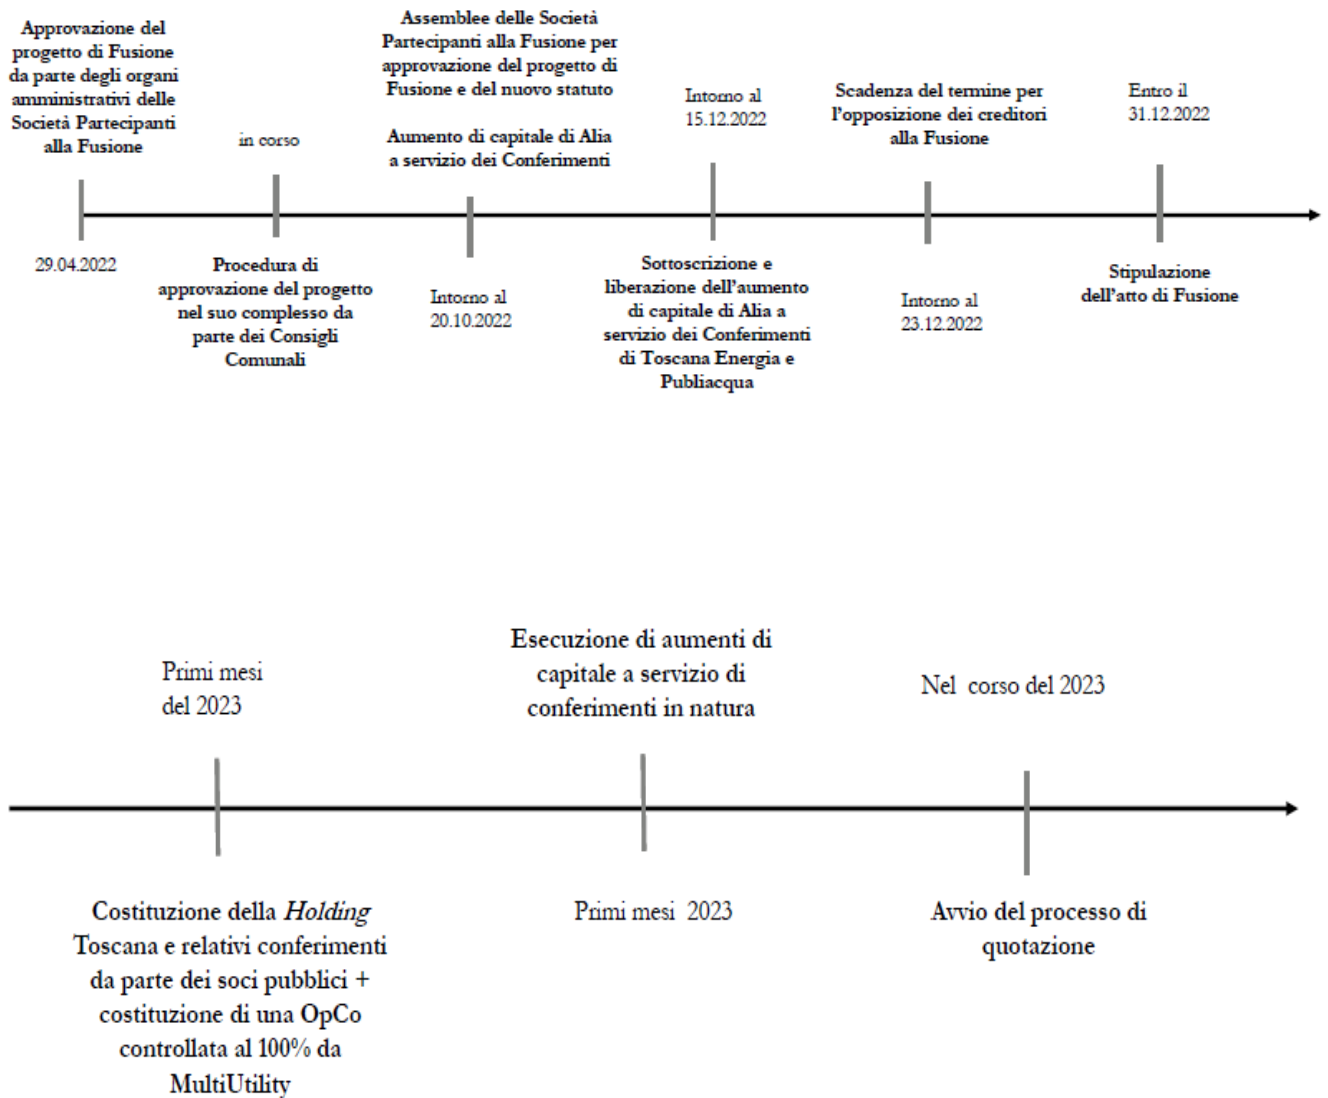 Approvazione del
progetto di Fusione
da parte degli organi
amministrativi delle
Società Partecipanti
alla Fusione
29.04.2022
in corso
Procedura di
approvazione del progetto
nel suo complesso da
parte dei Consigli
Comunali
Assemblee delle Società
Partecipanti alla Fusione per
approvazione del progetto di
Fusione e del nuovo statuto
Aumento di capitale di Alia
a servizio dei Conferimenti
Intorno al
20.10.2022
Intorno al
15.12.2022
Sottoscrizione e
liberazione dell'aumento
di capitale di Alia a
servizio dei Conferimenti
di Toscana Energia e
Publiacqua
Scadenza del termine per
l'opposizione dei creditori
alla Fusione
Intorno al
23.12.2022
Entro il
31.12.2022
Stipulazione
dell'atto di Fusione
Primi mesi
del 2023
Costituzione della Holding
Toscana e relativi conferimenti
da parte dei soci pubblici +
costituzione di una OpCo
controllata al 100% da
MultiUtility
Esecuzione di aumenti di
capitale a servizio di
conferimenti in natura
Primi mesi 2023
Nel corso del 2023
Avvio del processo di
quotazione